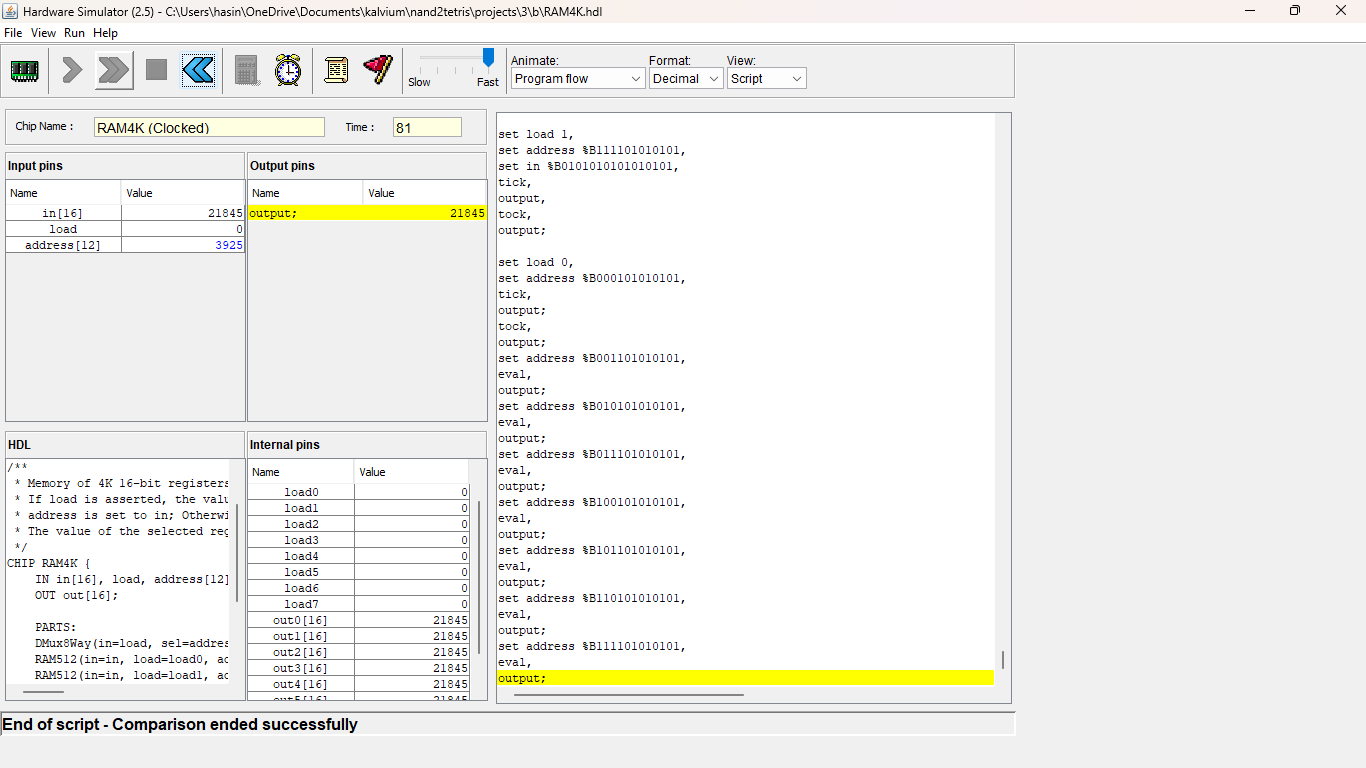 Hardware Simulator (2.5) - C:\Users\hasin\OneDrive\Documents\kalvium\nand2tetris\projects\3\b\RAM4K.hdl
File View Run Help
Slow Fast
Animate: Format: View:
Program flow Decimal Script
Chip Name : RAM4K (Clocked) Time : 81
Input pins
Name Value
in[16] 21845
load 0
address[12] 3925
Output pins
Name Value
output; 21845
HDL
/**
* Memory of 4K 16-bit registers
* If load is asserted, the valu
* address is set to in; Otherwi
* The value of the selected reg
*/
CHIP RAM4K {
IN in[16], load, address[12]
OUT out[16];
PARTS:
DMux8Way(in=load, sel=addres
RAM512(in=in, load=load0, ad
RAM512(in=in, load=load1, ad
Internal pins
Name Value
load0 0
load1 0
load2 0
load3 0
load4 0
load5 0
load6 0
load7 0
out0[16] 21845
out1[16] 21845
out2[16] 21845
out3[16] 21845
out4[16] 21845
out5[16] 21845
set load 1,
set address %B111101010101,
set in %B0101010101010101,
tick,
output,
tock,
output;
set load 0,
set address %B000101010101,
tick,
output;
tock,
output;
set address %B001101010101,
eval,
output;
set address %B010101010101,
eval,
output;
set address %B011101010101,
eval,
output;
set address %B100101010101,
eval,
output;
set address %B101101010101,
eval,
output;
set address %B110101010101,
eval,
output;
set address %B111101010101,
eval,
output;
End of script - Comparison ended successfully